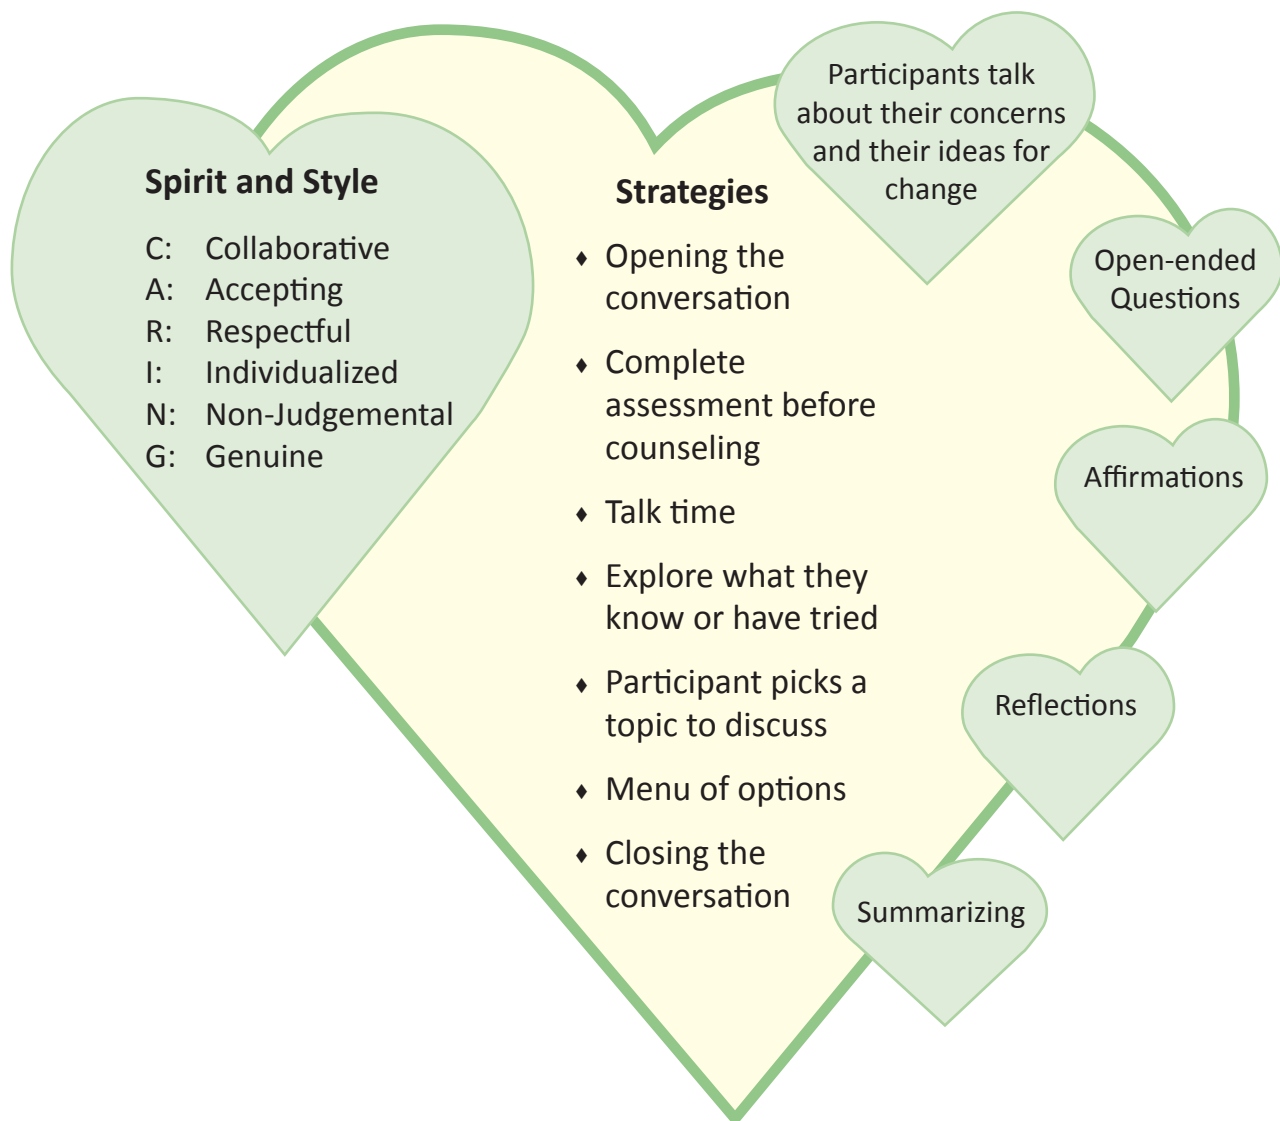 Spirit and Style
C: Collaborative
A: Accepting
R: Respectful
I: Individualized
N: Non-Judgemental
G: Genuine
Strategies
♦ Opening the
conversation
♦ Complete
assessment before
counseling
♦ Talk time
♦ Explore what they
know or have tried
♦ Participant picks a
topic to discuss
♦ Menu of options
♦ Closing the
conversation
Participants talk
about their concerns
and their ideas for
change
Open-ended
Questions
Affirmations
Reflections
Summarizing